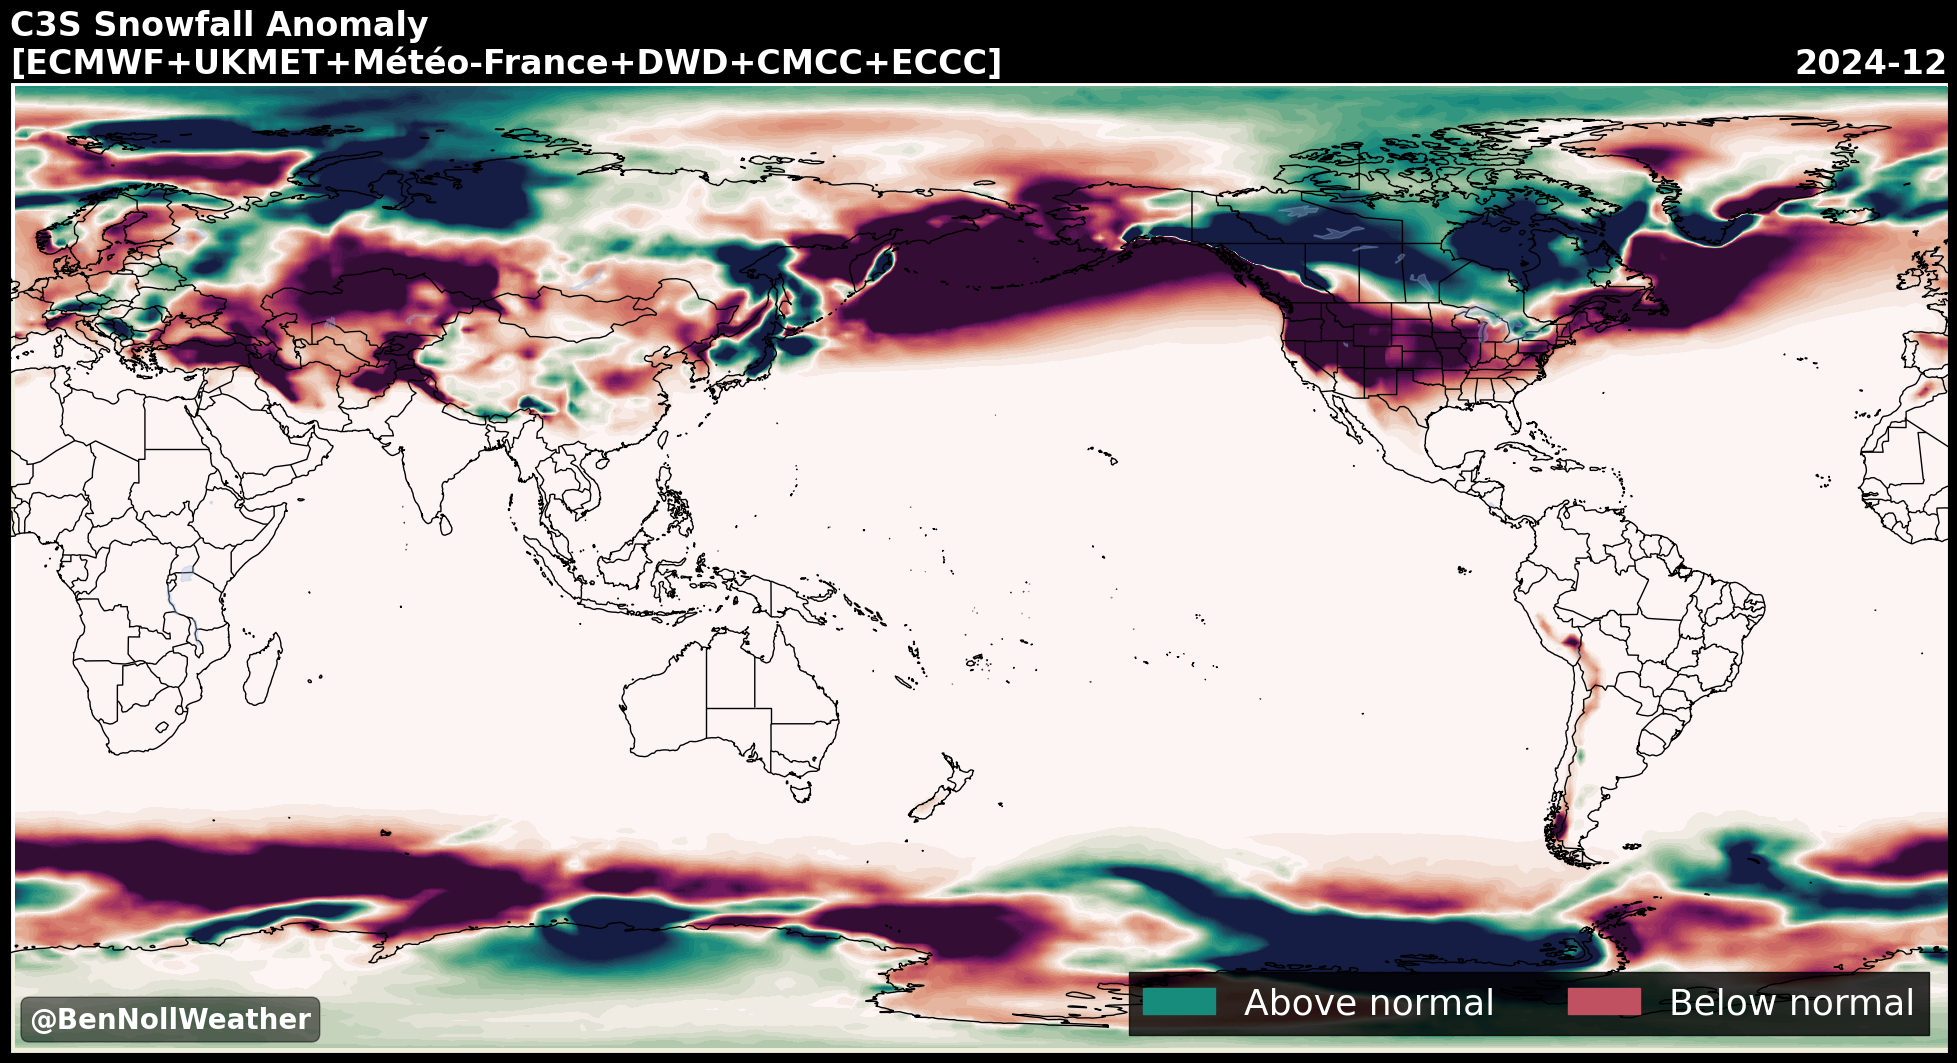 C3S Snowfall Anomaly
[ECMWF+UKMET+Météo-France+DWD+CMCC+ECCC] 2024-12
@BenNollWeather
Above normal
Below normal